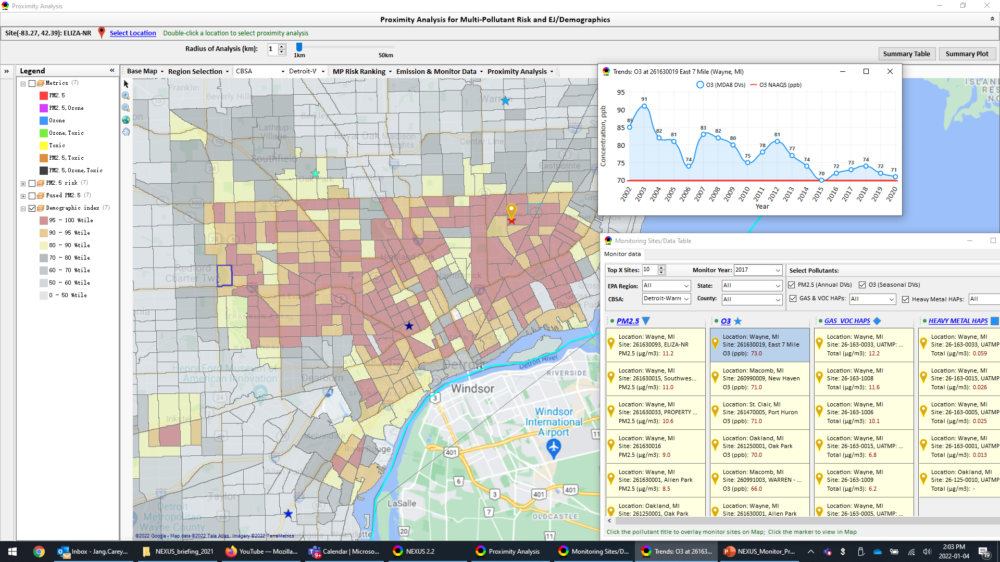 Proximity Analysis
Proximity Analysis for Multi-Pollutant Risk and EJ/Demographics
Site(-83.27, 42.39): ELIZA-NR Select Location Double-click a location to select proximity analysis
Radius of Analysis (km): 1
1km 50km
Summary Table Summary Plot
Legend
Base Map Region Selection CBSA Detroit-W MP Risk Ranking Emission & Monitor Data Proximity Analysis
Metrics (7)
PM2.5
PM2.5,Ozone
Ozone
Ozone,Toxic
Toxic
PM2.5,Toxic
PM2.5,Ozone,Toxic
PM2.5 risk (7)
Fused PM2.5 (7)
Demographic index (7)
95 - 100 %tile
90 - 95 %tile
80 - 90 %tile
70 - 80 %tile
60 - 70 %tile
50 - 60 %tile
0 - 50 %tile
Franklin
Beverly Hills
Berkley
Warren
Lathrup
Village
Royal Oak
Madison
Heights
Center Line
Southfield
Oak Park
Ferndale
Eastpointe
Highland Park
Hamtramck
Redford
Charter Tw
FRANKLIN PARK
Henry Ford Museum of
American Innovation
Dearborn
Detroit
Detroit River
RIVERSIDE
Windsor
Windsor
International
Airport
Inkster
Melvindale
River Rouge
Allen Park
Taylor
Detroit
Metropolitan
Wayne County
LaSalle
OLDCASTLE
Wyandotte
3
401
401
401
6
3
7
20
11
11
©2022 Google - Map data ©2022 Tele Atlas, Imagery ©2022 TerraMetrics
Trends: O3 at 261630019 East 7 Mile (Wayne, MI)
O3 (MDA8 DVs) O3 NAAQS (ppb)
Concentration, ppb
95
90
85
80
75
70
85 91 82 81 74 83 82 80 75 78 81 77 74 70 72 73 74 72 71
2002 2003 2004 2005 2006 2007 2008 2009 2010 2011 2012 2013 2014 2015 2016 2017 2018 2019 2020
Year
Monitoring Sites/Data Table
Monitor data
Top X Sites: 10 Monitor Year: 2017 Select Pollutants:
EPA Region: All State: All PM2.5 (Annual DVs) O3 (Seasonal DVs)
CBSA: Detroit-Warre County: All GAS & VOC HAPs: All Heavy Metal HAPs: All
PM2.5
Location: Wayne, MI
Site: 261630093, ELIZA-NR
PM2.5 (µg/m3): 11.2
Location: Wayne, MI
Site: 261630015, Southwes...
PM2.5 (µg/m3): 11.0
Location: Wayne, MI
Site: 261630033, PROPERTY ...
PM2.5 (µg/m3): 10.6
Location: Wayne, MI
Site: 261630016
PM2.5 (µg/m3): 9.0
Location: Wayne, MI
Site: 261630001, Allen Park
PM2.5 (µg/m3): 8.5
Location: Oakland, MI
Site: 261250001, Oak Park
O3
Location: Wayne, MI
Site: 261630019, East 7 Mile
O3 (ppb): 73.0
Location: Macomb, MI
Site: 260990009, New Haven
O3 (ppb): 71.0
Location: St. Clair, MI
Site: 261470005, Port Huron
O3 (ppb): 71.0
Location: Oakland, MI
Site: 261250001, Oak Park
O3 (ppb): 70.0
Location: Macomb, MI
Site: 260991003, WARREN - ...
O3 (ppb): 66.0
Location: Wayne, MI
Site: 261630001, Allen Park
GAS VOC HAPS
Location: Wayne, MI
Site: 26-163-0033, UATMP: ...
Total (µg/m3): 12.2
Location: Wayne, MI
Site: 26-163-1008
Total (µg/m3): 11.6
Location: Wayne, MI
Site: 26-163-1006
Total (µg/m3): 10.1
Location: Wayne, MI
Site: 26-163-0015, UATMP: ...
Total (µg/m3): 6.8
Location: Wayne, MI
Site: 26-163-1009
Total (µg/m3): 6.2
Location: Wayne, MI
Site: 26-163-0005, UATMP: ...
HEAVY METAL HAPS
Location: Wayne, MI
Site: 26-163-0033, UATMP
Total (µg/m3): 0.059
Location: Wayne, MI
Site: 26-163-0015, UATMP
Total (µg/m3): 0.026
Location: Wayne, MI
Site: 26-163-0005, UATMP
Total (µg/m3): 0.025
Location: Wayne, MI
Site: 26-163-0001, UATMP
Total (µg/m3): 0.013
Location: Oakland, MI
Site: 26-125-0010, UATMP
Total (µg/m3): -
Click the pollutant title to overlay monitor sites on Map; Click the marker to view in Map
Inbox - Jang.Carey... NEXUS_briefing_2021 YouTube — Mozilla... Calendar | Microso... NEXUS 2.2 Proximity Analysis Monitoring Sites/D... Trends: O3 at 26163... NEXUS_Monitor_Pr...
2:03 PM
2022-01-04
19